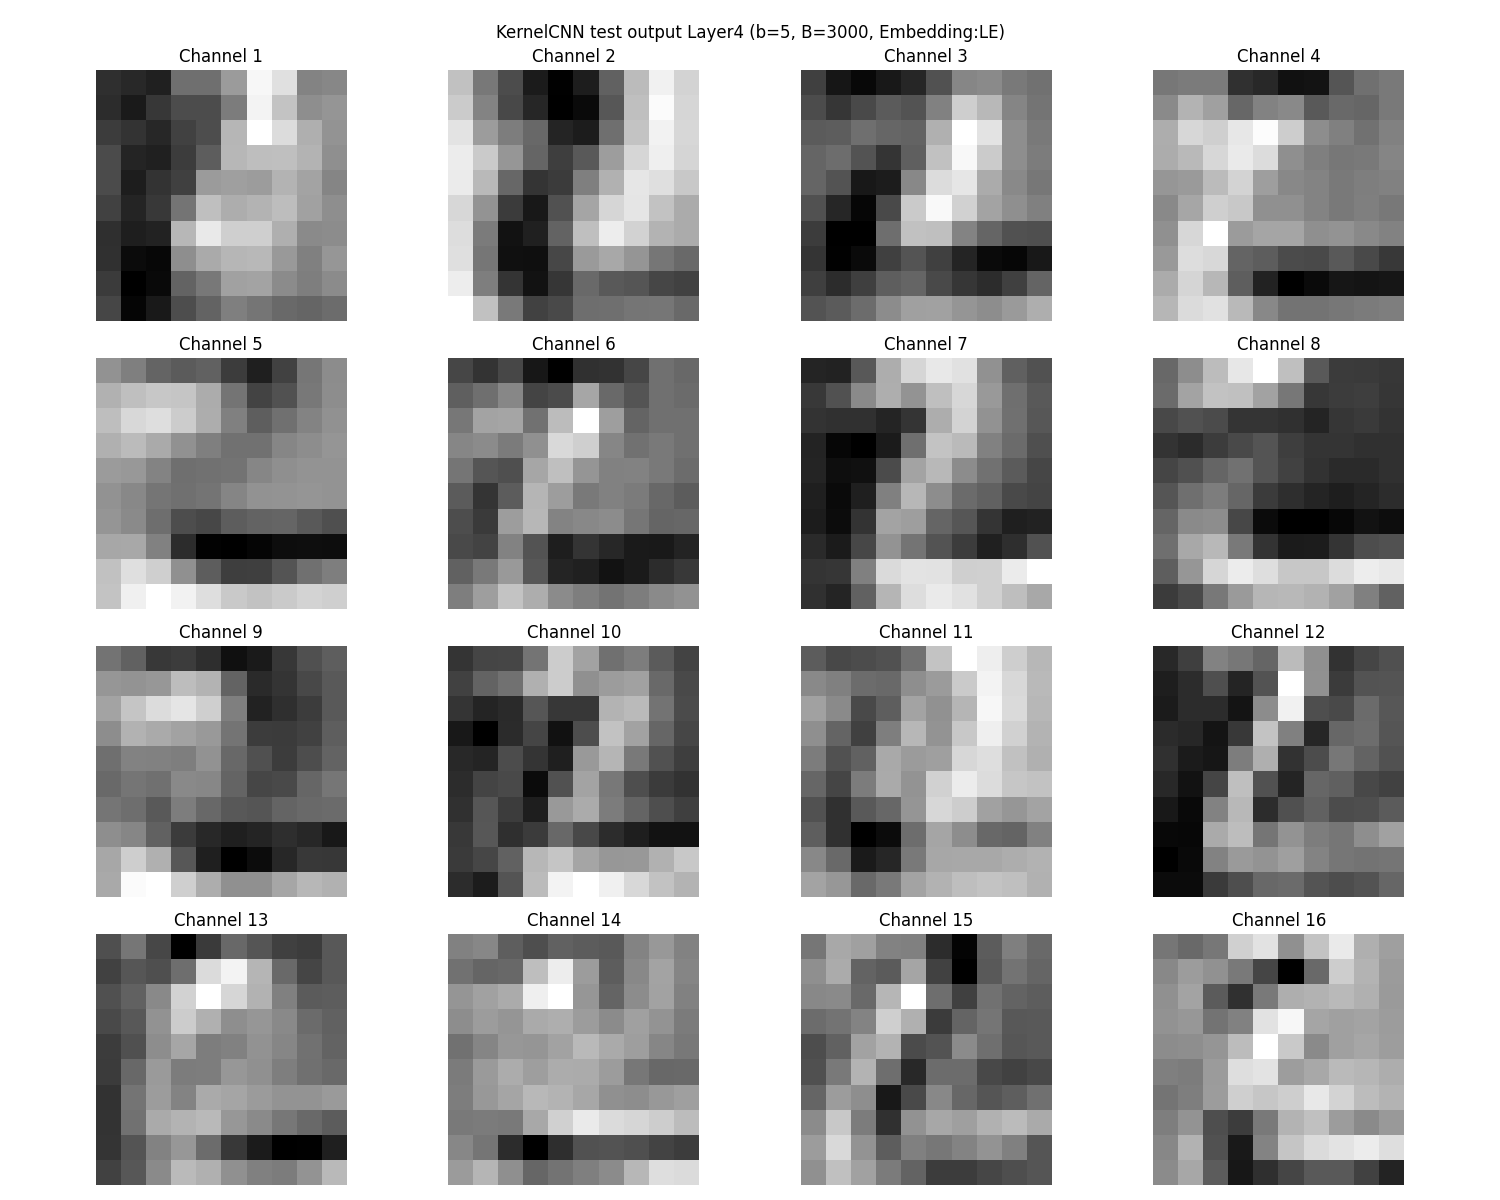 KernelCNN test output Layer4 (b=5, B=3000, Embedding:LE)
Channel 1 Channel 2 Channel 3 Channel 4
Channel 5 Channel 6 Channel 7 Channel 8
Channel 9 Channel 10 Channel 11 Channel 12
Channel 13 Channel 14 Channel 15 Channel 16